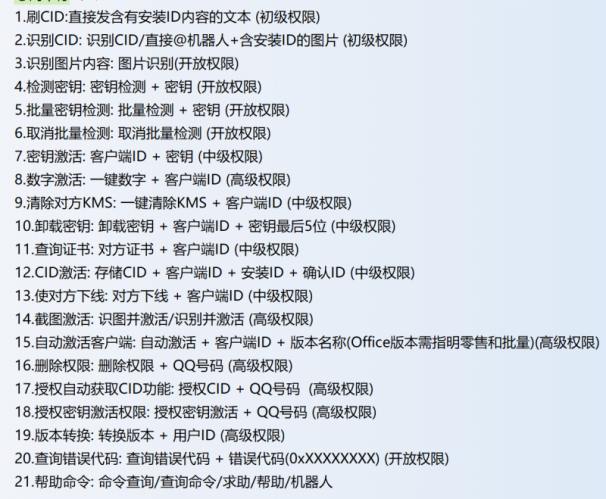 1.刷CID:直接发含有安装ID内容的文本 (初级权限)
2.识别CID: 识别CID/直接@机器人+含安装ID的图片 (初级权限)
3.识别图片内容: 图片识别(开放权限)
4.检测密钥: 密钥检测 + 密钥 (开放权限)
5.批量密钥检测: 批量检测 + 密钥 (开放权限)
6.取消批量检测: 取消批量检测 (开放权限)
7.密钥激活: 客户端ID + 密钥 (中级权限)
8.数字激活: 一键数字 + 客户端ID (高级权限)
9.清除对方KMS: 一键清除KMS + 客户端ID (中级权限)
10.卸载密钥: 卸载密钥 + 客户端ID + 密钥最后5位 (中级权限)
11.查询证书: 对方证书 + 客户端ID (中级权限)
12.CID激活: 存储CID + 客户端ID + 安装ID + 确认ID (中级权限)
13.使对方下线: 对方下线 + 客户端ID (中级权限)
14.截图激活: 识图并激活/识别并激活 (高级权限)
15.自动激活客户端: 自动激活 + 客户端ID + 版本名称(Office版本需指明零售和批量)(高级权限)
16.删除权限: 删除权限 + QQ号码 (高级权限)
17.授权自动获取CID功能: 授权CID + QQ号码 (高级权限)
18.授权密钥激活权限: 授权密钥激活 + QQ号码 (高级权限)
19.版本转换: 转换版本 + 用户ID (高级权限)
20.查询错误代码: 查询错误代码 + 错误代码(0xXXXXXXXX) (开放权限)
21.帮助命令: 命令查询/查询命令/求助/帮助/机器人